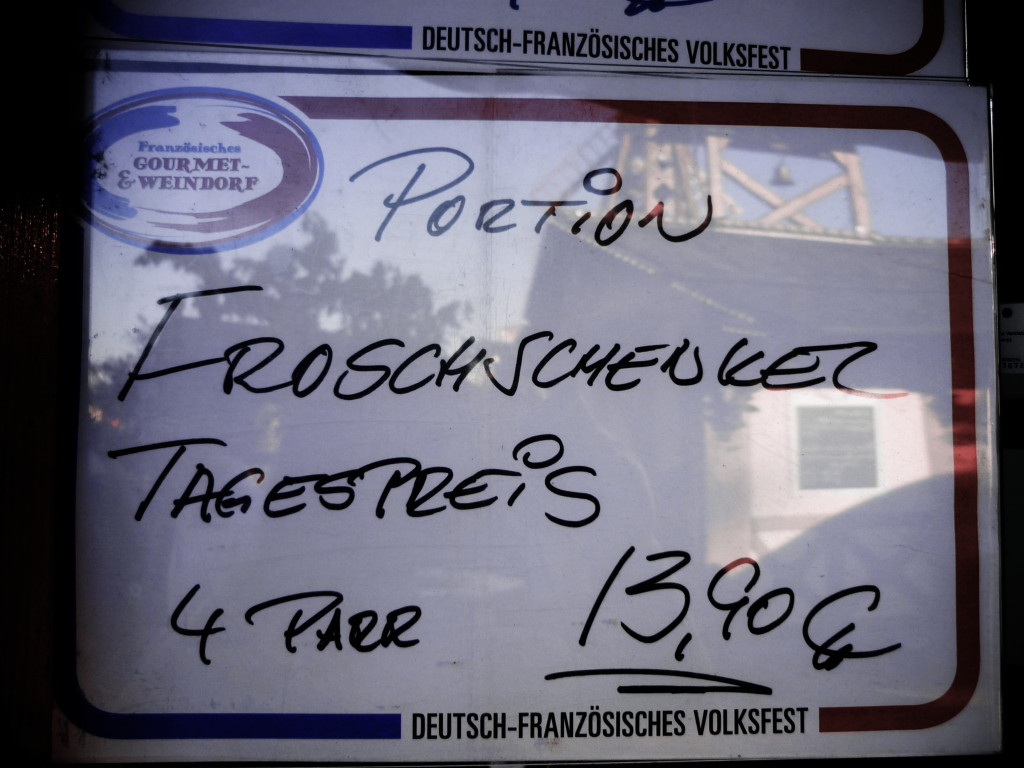 DEUTSCH-FRANZÖSISCHES VOLKSFEST
Französisches
GOURMET-
& WEINDORF
PORTION
FROSCHSCHENKEL
TAGESPREIS
4 PAAR 13,90 €
DEUTSCH-FRANZÖSISCHES VOLKSFEST